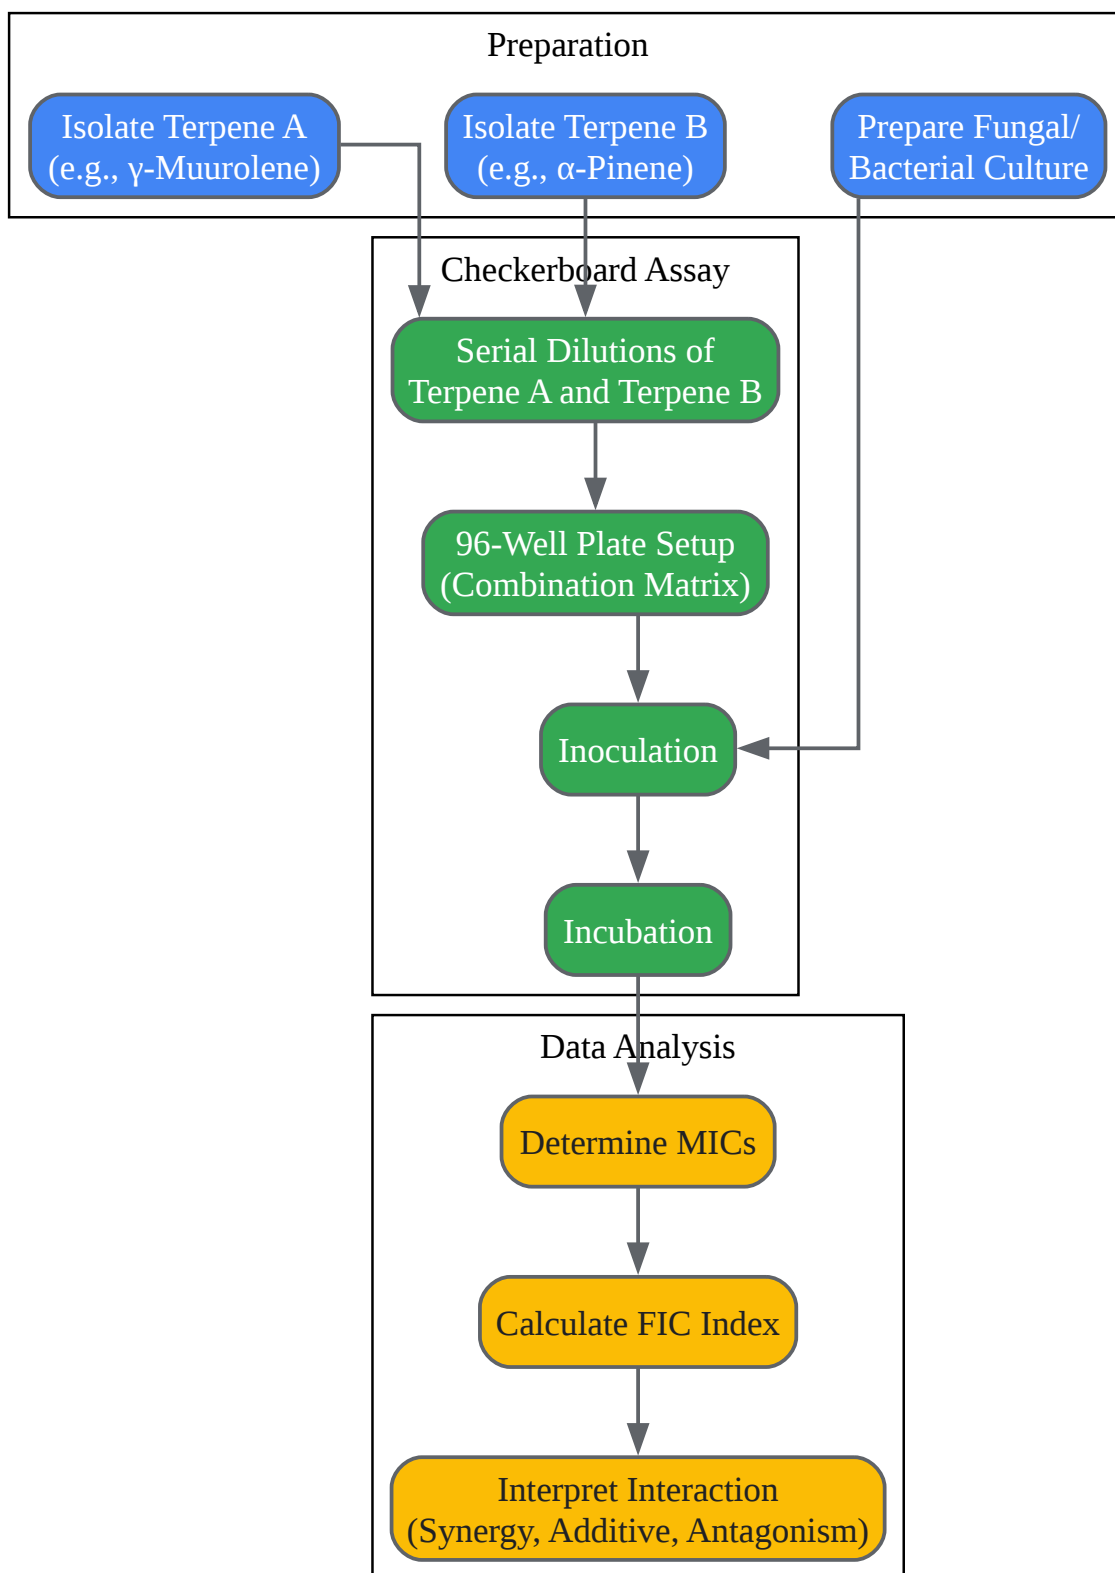 Preparation
Isolate Terpene A
(e.g., γ-Muurolene)
Isolate Terpene B
(e.g., α-Pinene)
Prepare Fungal/
Bacterial Culture
Checkerboard Assay
Serial Dilutions of
Terpene A and Terpene B
96-Well Plate Setup
(Combination Matrix)
Inoculation
Incubation
Data Analysis
Determine MICs
Calculate FIC Index
Interpret Interaction
(Synergy, Additive, Antagonism)